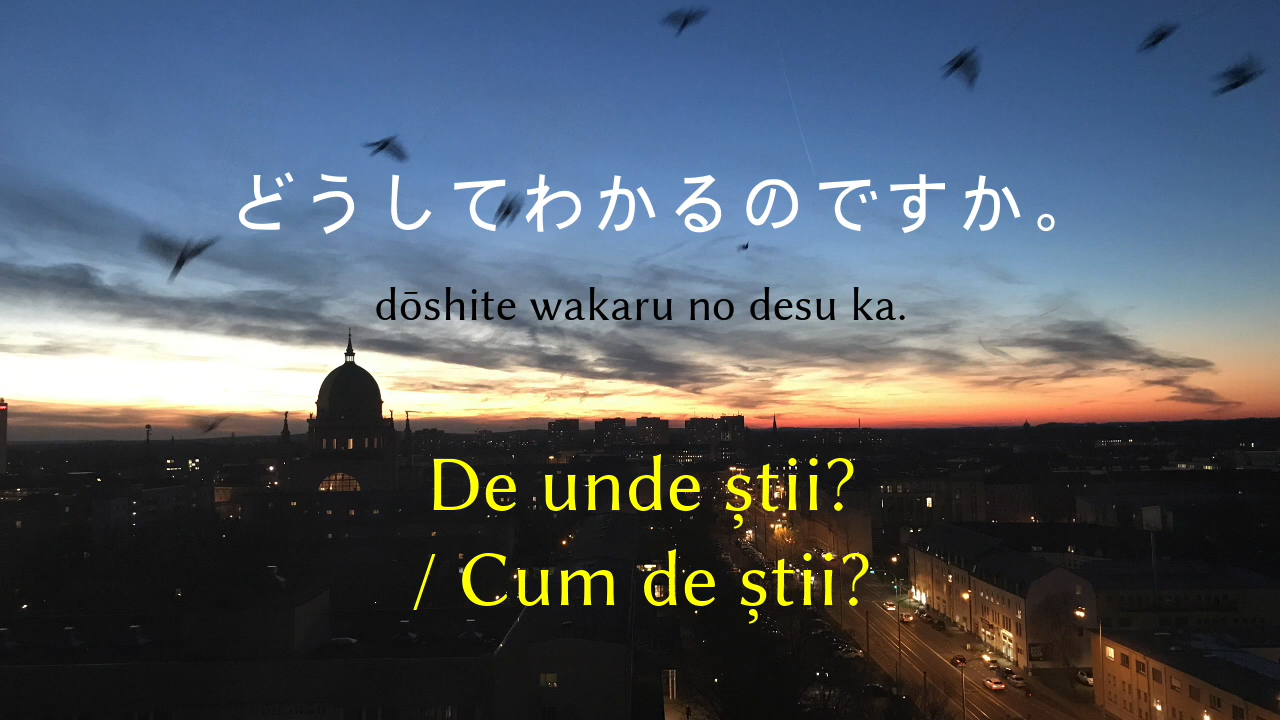 どうしてわかるのですか。
dōshite wakaru no desu ka.
De unde știi?
/ Cum de știi?